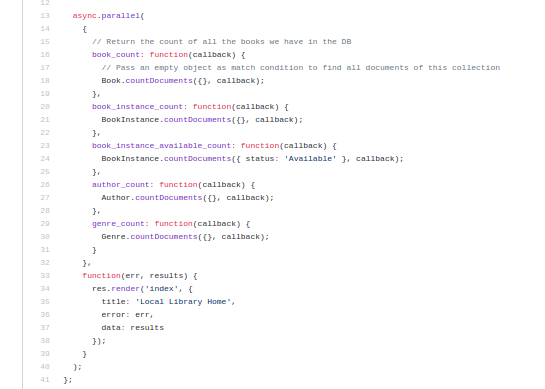 12
13 async.parallel(
14 {
15 // Return the count of all the books we have in the DB
16 book_count: function(callback) {
17 // Pass an empty object as match condition to find all documents of this collection
18 Book.countDocuments({}, callback);
19 },
20 book_instance_count: function(callback) {
21 BookInstance.countDocuments({}, callback);
22 },
23 book_instance_available_count: function(callback) {
24 BookInstance.countDocuments({ status: 'Available' }, callback);
25 },
26 author_count: function(callback) {
27 Author.countDocuments({}, callback);
28 },
29 genre_count: function(callback) {
30 Genre.countDocuments({}, callback);
31 }
32 },
33 function(err, results) {
34 res.render('index', {
35 title: 'Local Library Home',
36 error: err,
37 data: results
38 });
39 }
40 );
41 };